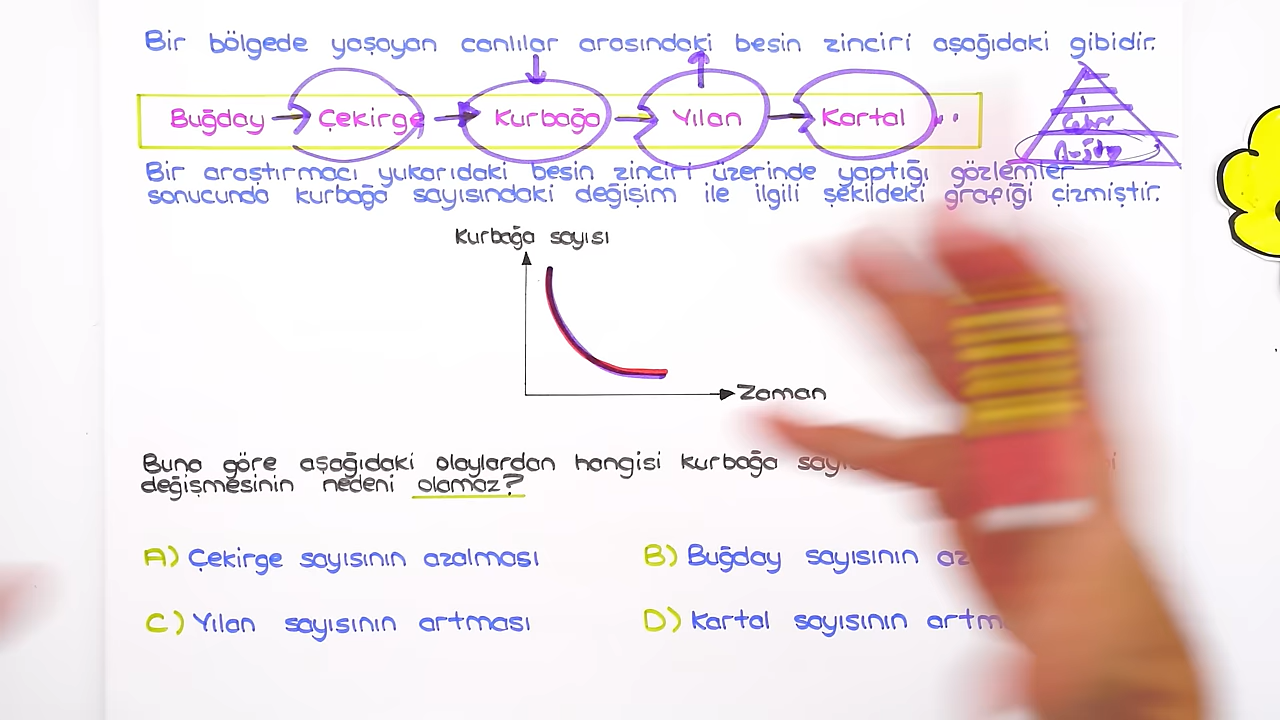 Bir bölgede yaşayan canlılar arasındaki besin zinciri aşağıdaki gibidir.
Buğday → Çekirge → Kurbağa → Yılan → Kartal
Bir araştırmacı yukarıdaki besin zinciri üzerinde yaptığı gözlemler
sonucunda kurbağa sayısındaki değişim ile ilgili şekildeki grafiği çizmiştir.
Kurbağa sayısı
Zaman
Buna göre aşağıdaki olaylardan hangisi kurbağa
değişmesinin nedeni olamaz?
A) Çekirge sayısının azalması
B) Buğday sayısının
C) Yılan sayısının artması
D) Kartal sayısının